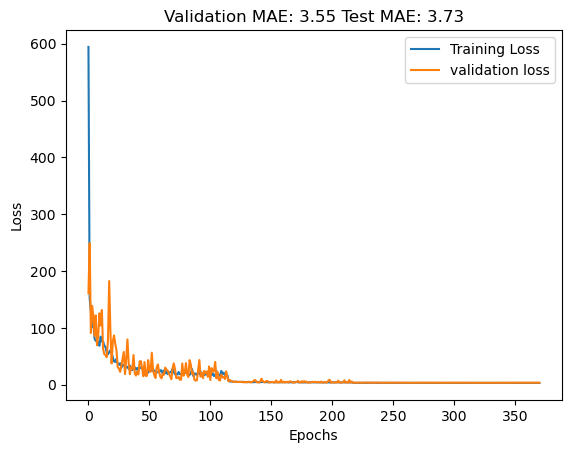 Validation MAE: 3.55 Test MAE: 3.73
Training Loss
validation loss
Loss
600
500
400
300
200
100
0
0 50 100 150 200 250 300 350
Epochs